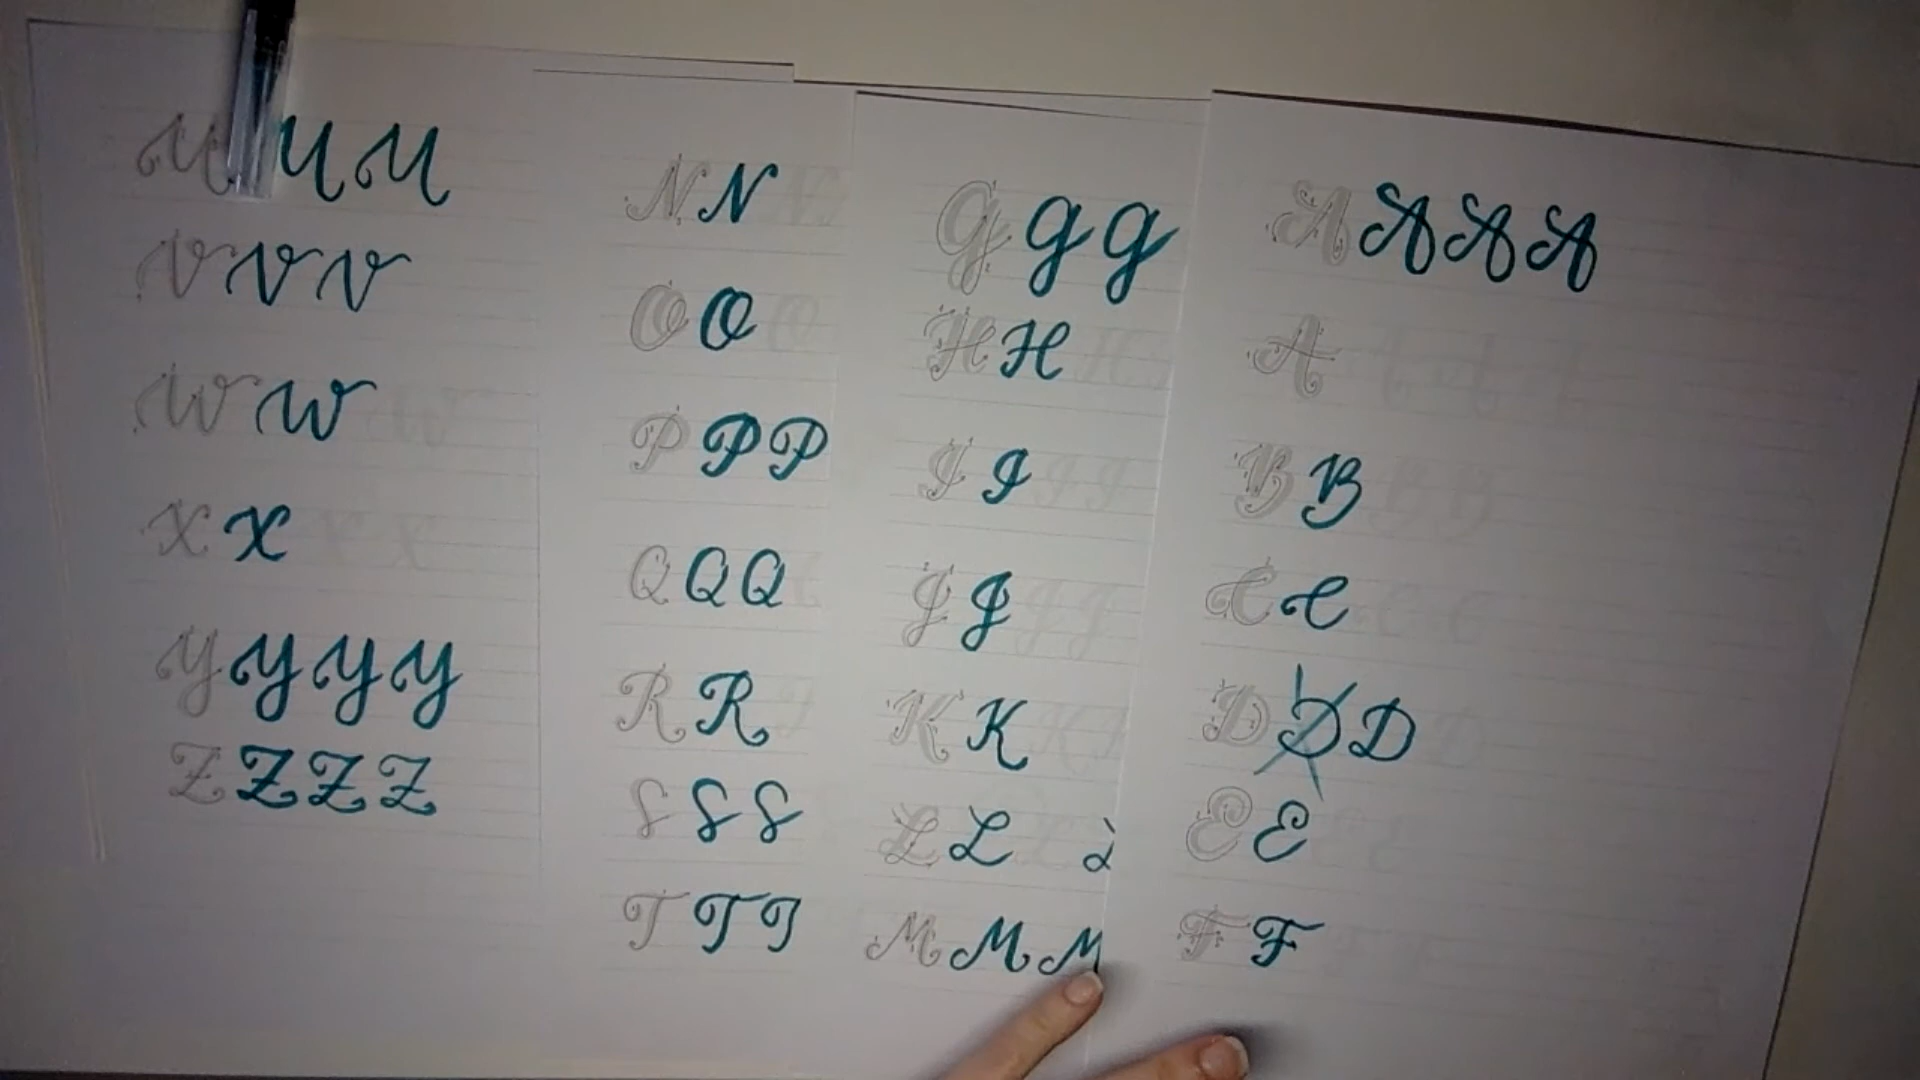 U U U
V V V
W W
X X
Y Y Y Y
Z Z Z Z
N N
O O
P P P
Q Q Q
R R
S S S
T T T
G G G
H H
I I
J J
K K
L L
M M M
A A A A
A
B B
C C
D D D
E E
F F